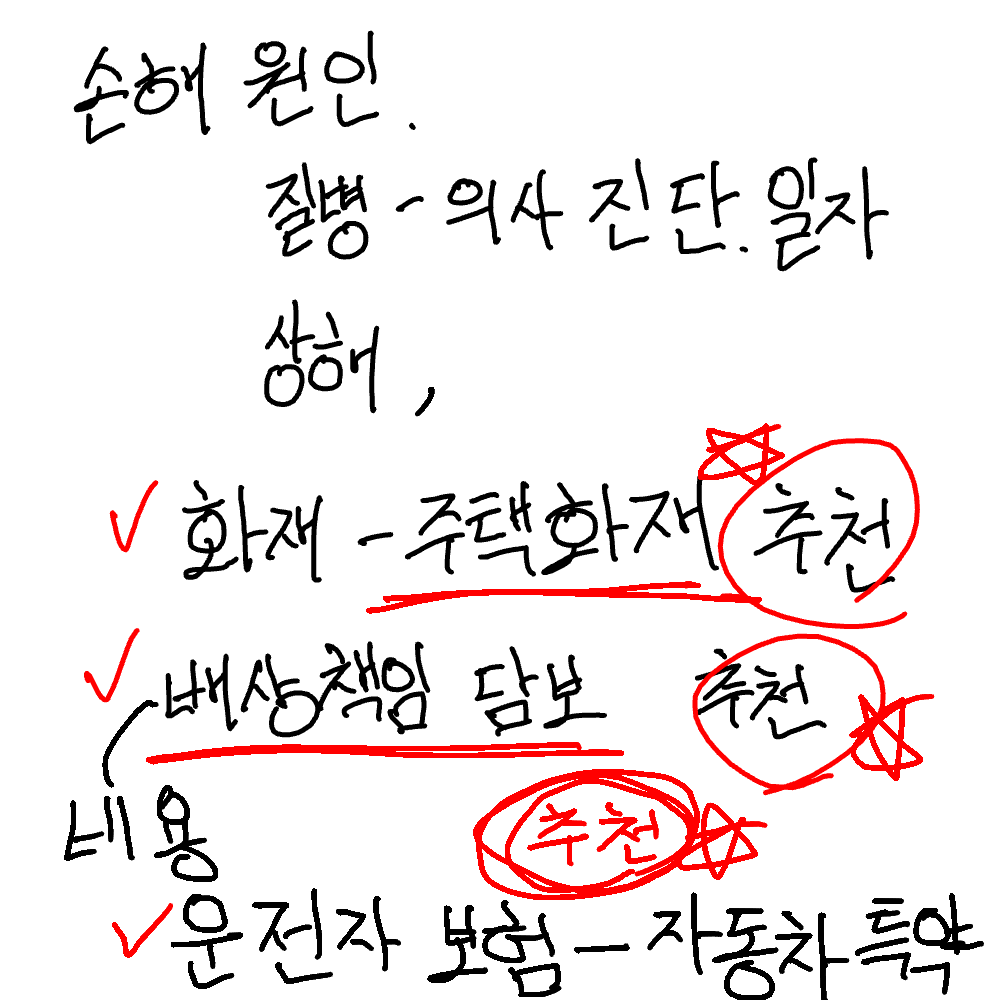 손해 원인.
질병 - 의사 진단. 일자
상해,
화재 - 주택화재 추천
배상책임 담보 추천
비용 추천
운전자 보험 - 자동차 특약